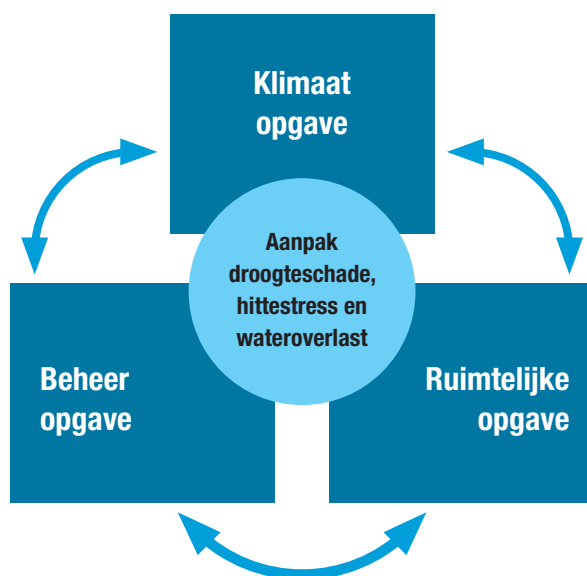 Klimaat
opgave
Aanpak
droogteschade,
hittestress en
wateroverlast
Beheer
opgave
Ruimtelijke
opgave